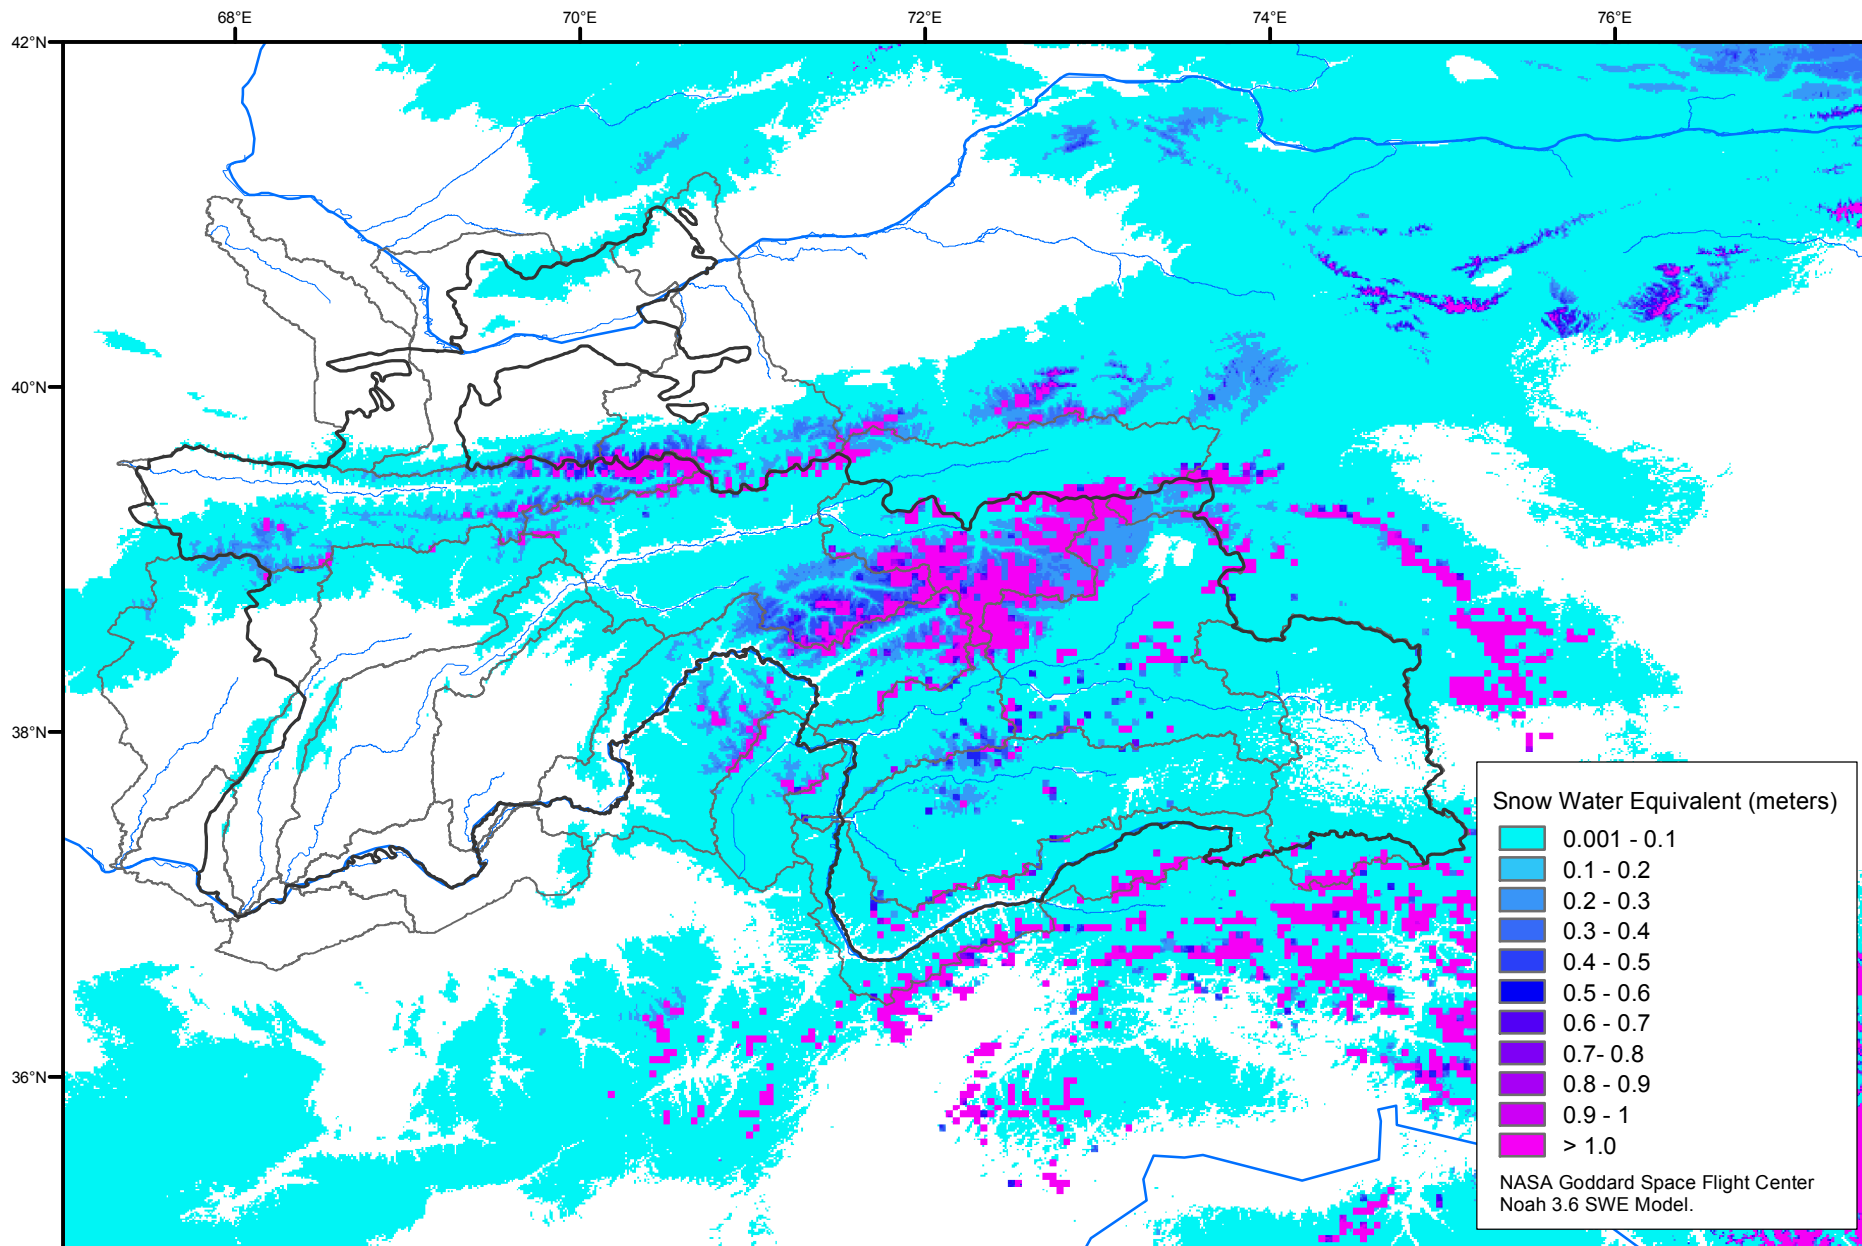 68°E
70°E
72°E
74°E
76°E
42°N
40°N
38°N
36°N
Snow Water Equivalent (meters)
0.001 - 0.1
0.1 - 0.2
0.2 - 0.3
0.3 - 0.4
0.4 - 0.5
0.5 - 0.6
0.6 - 0.7
0.7- 0.8
0.8 - 0.9
0.9 - 1
> 1.0
NASA Goddard Space Flight Center
Noah 3.6 SWE Model.